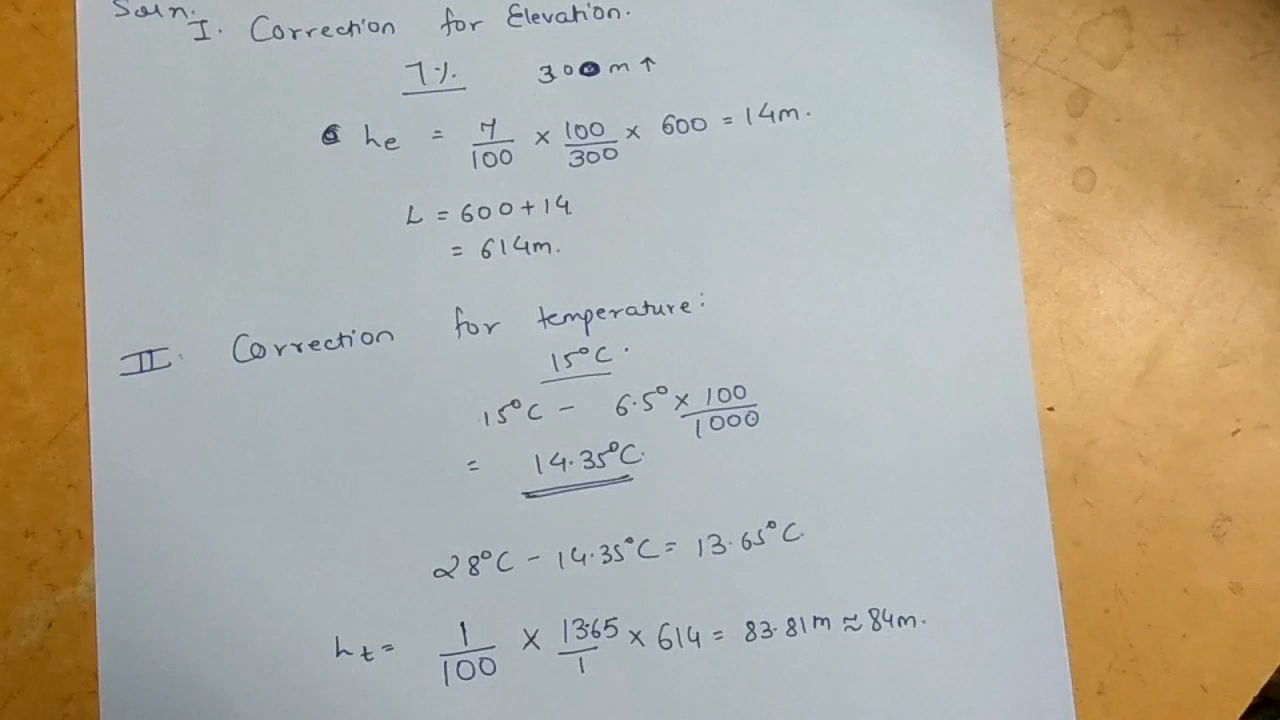 Soln.
I. Correction for Elevation.
7% 300m ↑
he = 7/100 × 100/300 × 600 = 14m.
L = 600+14
= 614m.
II. Correction for temperature:
15°C.
15°C - 6.5° × 100/1000
= 14.35°C.
28°C - 14.35°C = 13.65°C.
ht = 1/100 × 13.65/1 × 614 = 83.81m ≈ 84m.